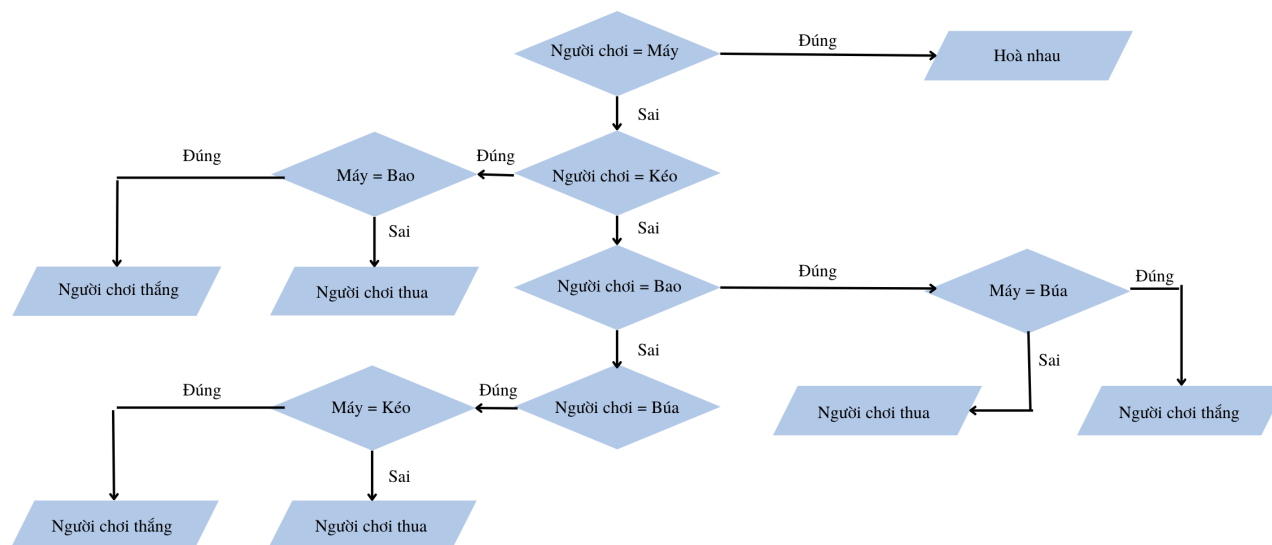 Người chơi = Máy
Đúng
Hoà nhau
Sai
Người chơi = Kéo
Đúng
Máy = Bao
Đúng
Sai
Sai
Người chơi thắng
Người chơi thua
Người chơi = Bao
Đúng
Máy = Búa
Đúng
Sai
Sai
Người chơi thua
Người chơi thắng
Người chơi = Búa
Đúng
Máy = Kéo
Đúng
Sai
Người chơi thắng
Người chơi thua